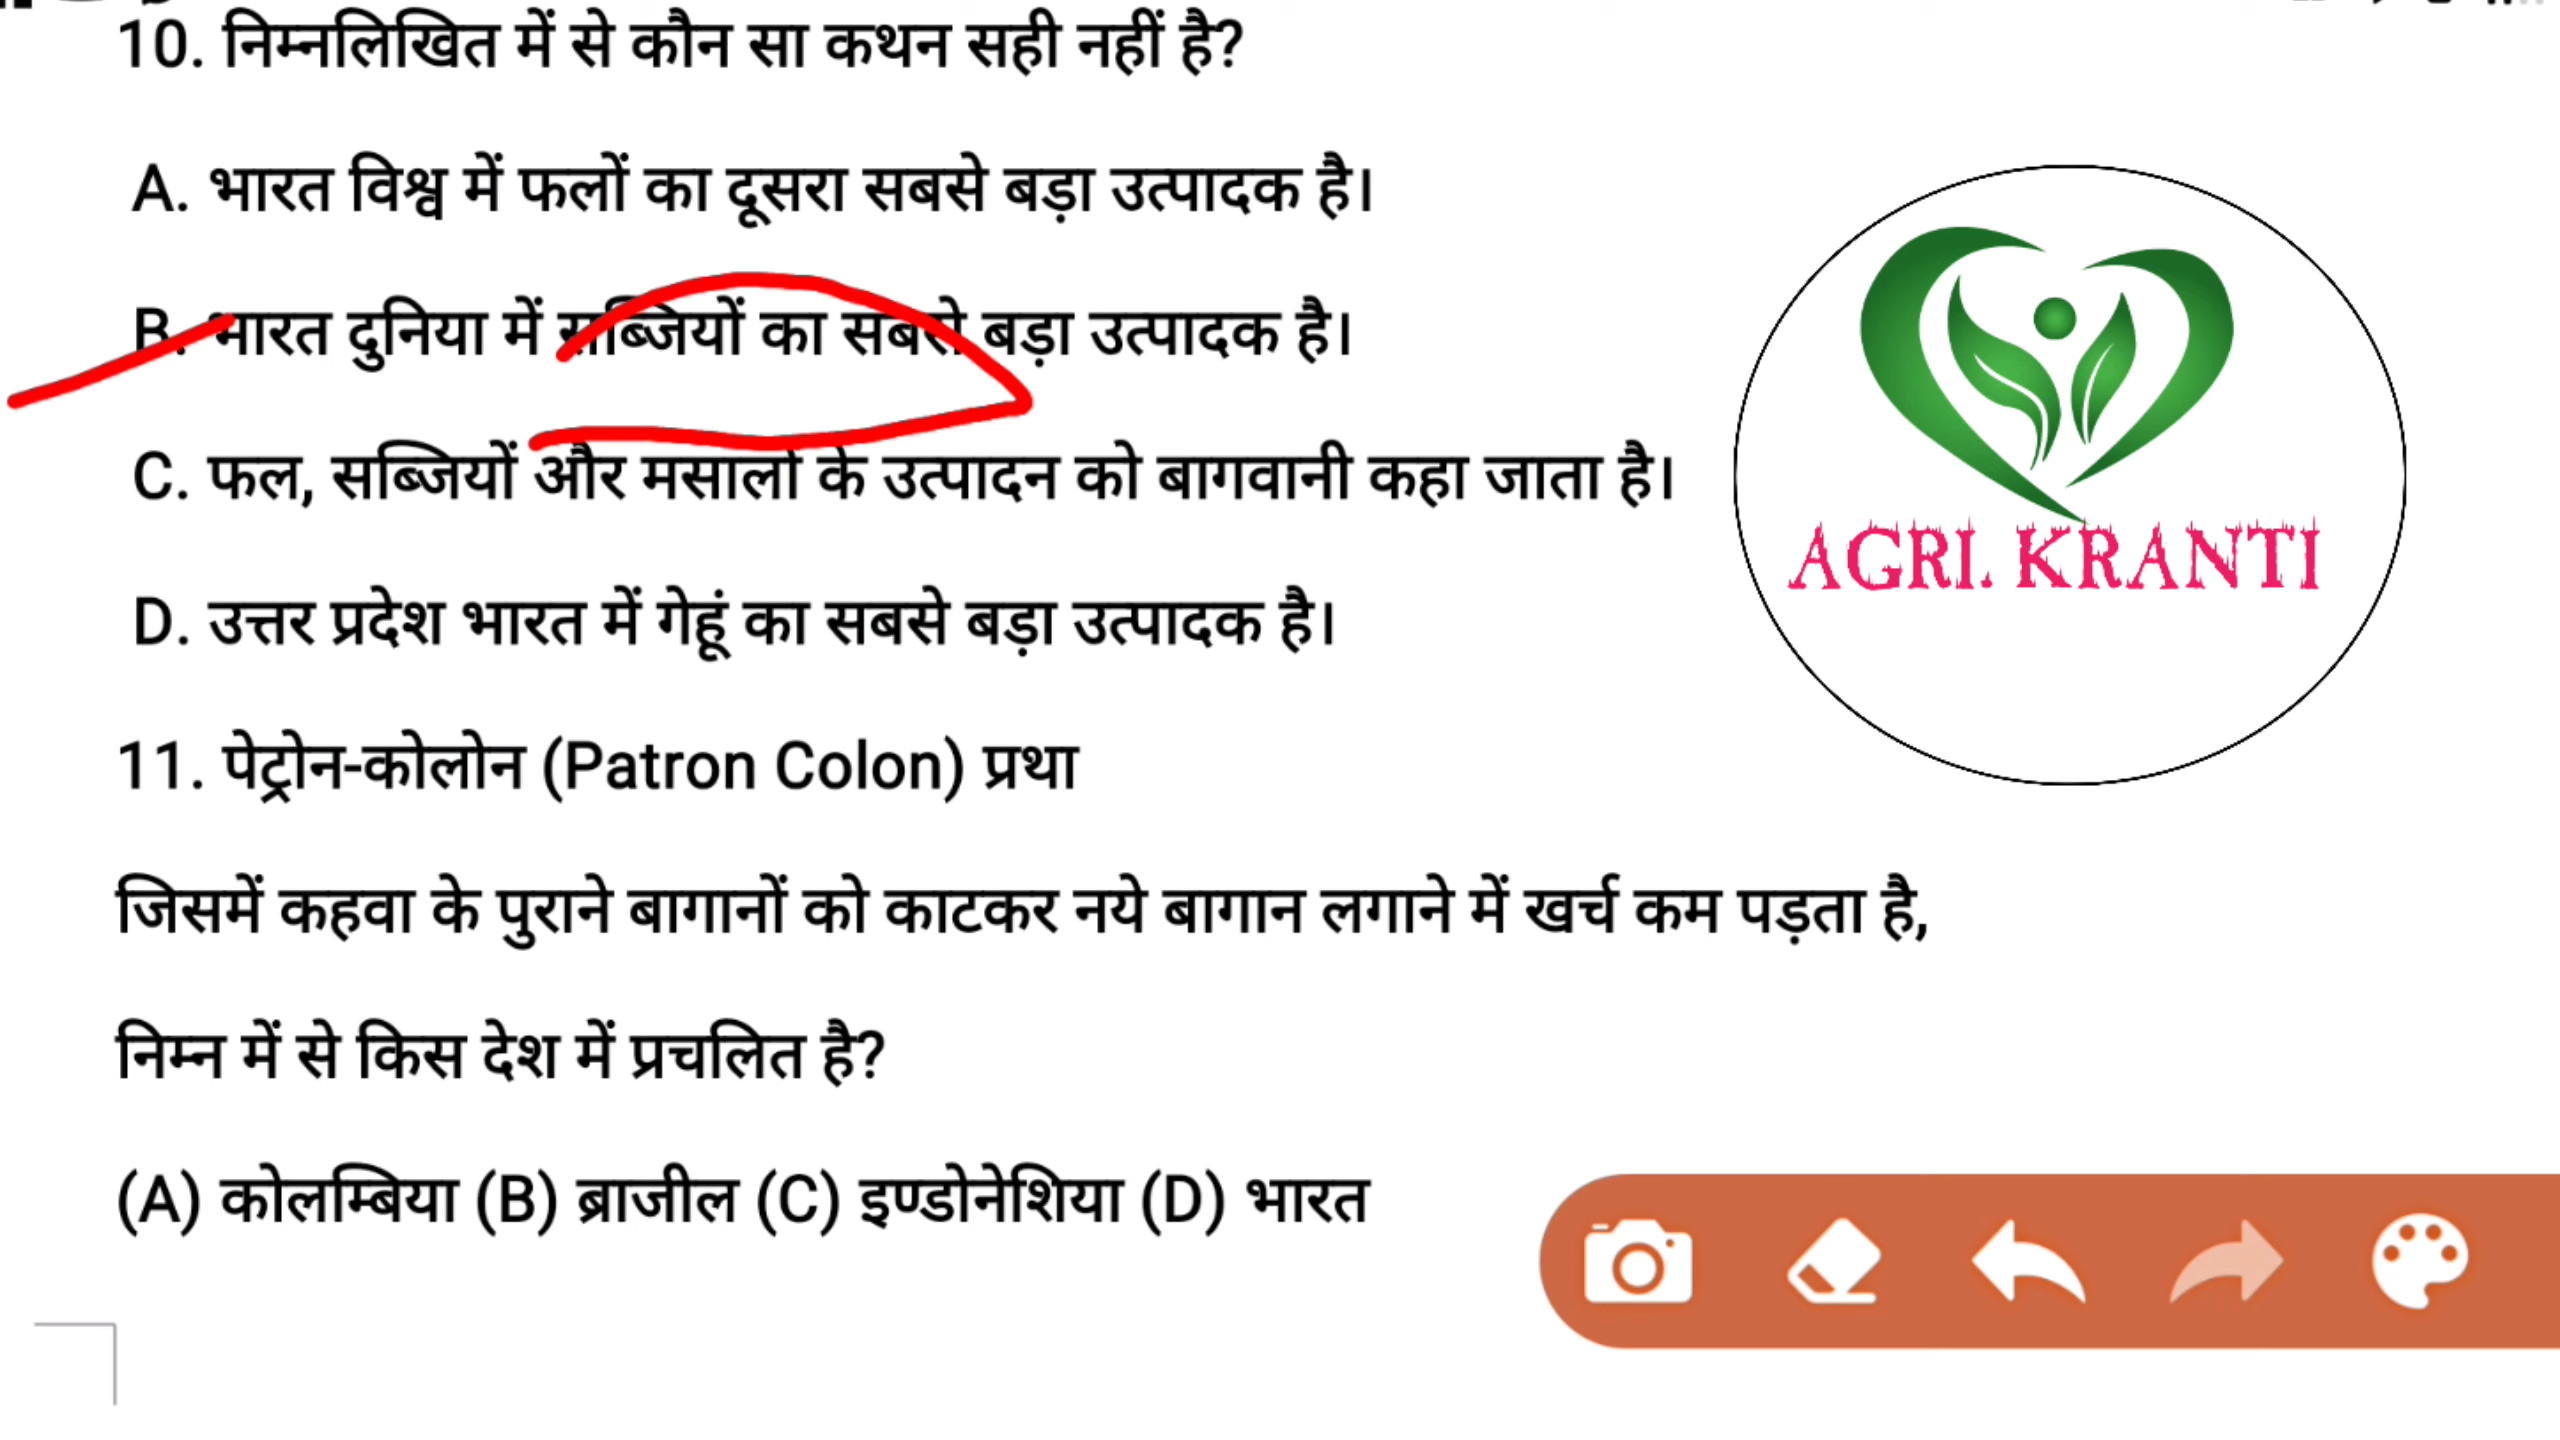 10. निम्नलिखित में से कौन सा कथन सही नहीं है?
A. भारत विश्व में फलों का दूसरा सबसे बड़ा उत्पादक है।
B. भारत दुनिया में सब्जियों का सबसे बड़ा उत्पादक है।
C. फल, सब्जियों और मसालों के उत्पादन को बागवानी कहा जाता है।
AGRI. KRANTI
D. उत्तर प्रदेश भारत में गेहूं का सबसे बड़ा उत्पादक है।
11. पेट्रोन-कोलोन (Patron Colon) प्रथा
जिसमें कहवा के पुराने बागानों को काटकर नये बागान लगाने में खर्च कम पड़ता है,
निम्न में से किस देश में प्रचलित है?
(A) कोलम्बिया (B) ब्राजील (C) इण्डोनेशिया (D) भारत